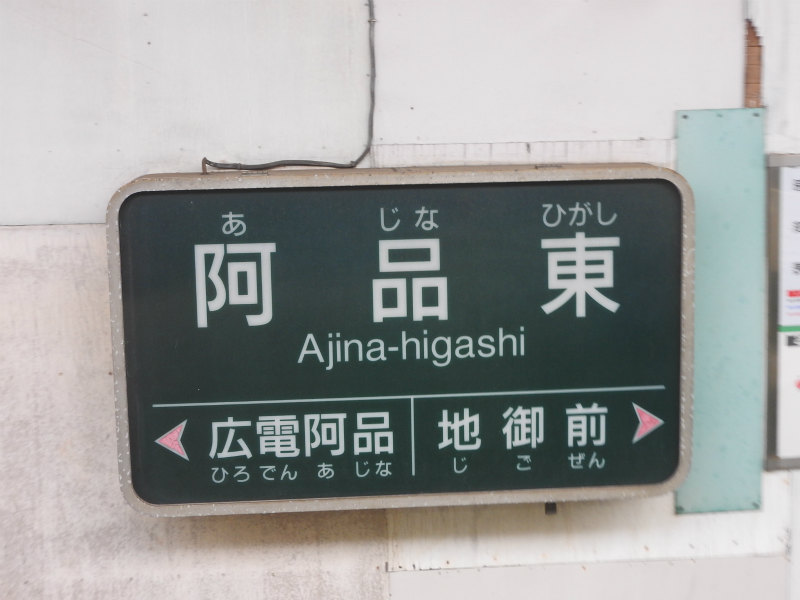 あ じな ひがし
阿 品 東
Ajina-higashi
広電阿品 地御前
ひろでん あ じな じ ご ぜん